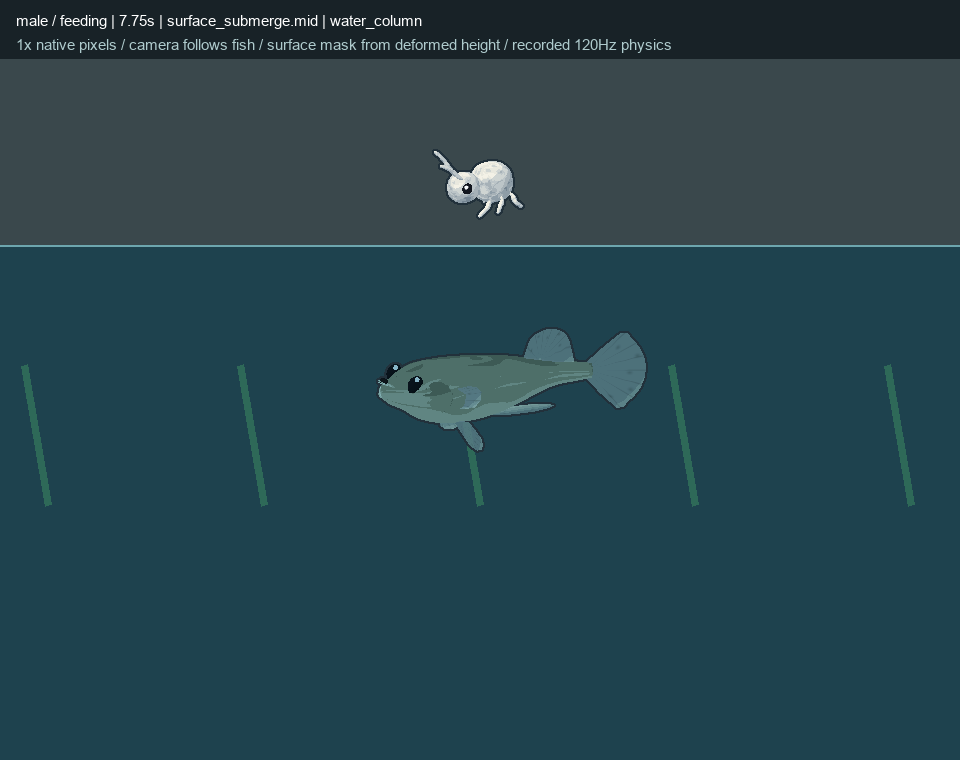 male / feeding | 7.75s | surface_submerge.mid | water_column
1x native pixels / camera follows fish / surface mask from deformed height / recorded 120Hz physics